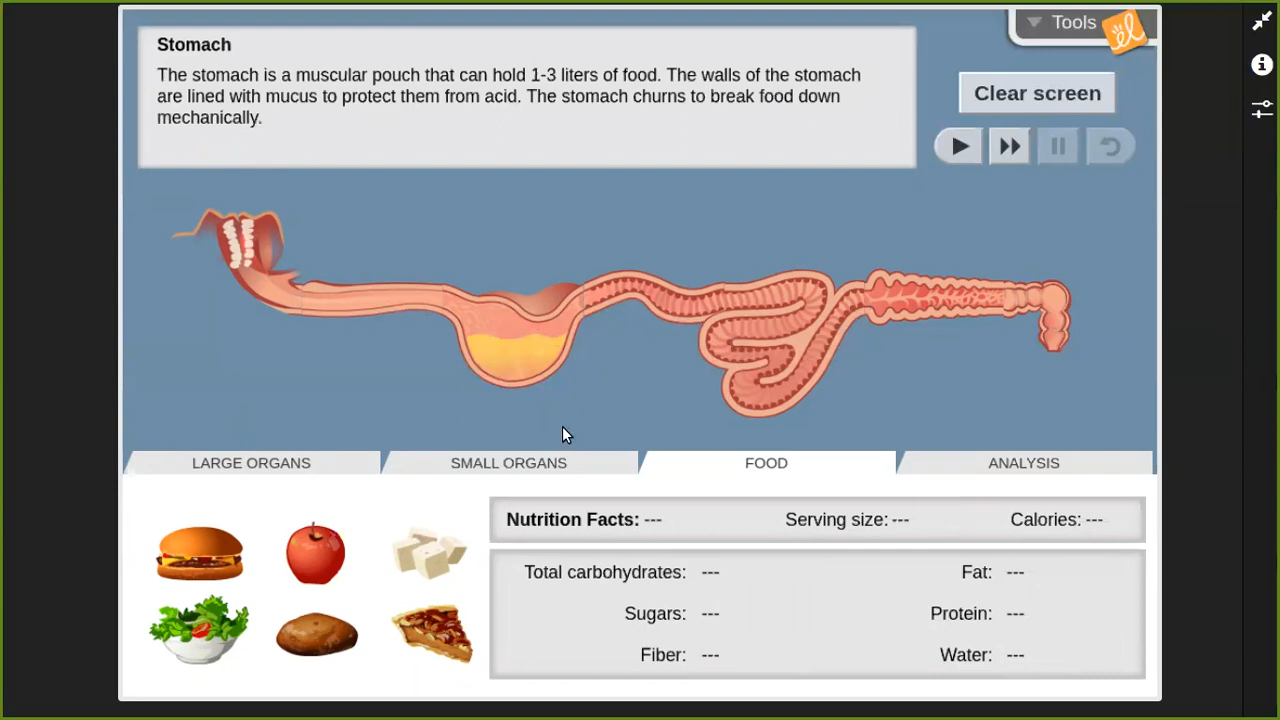 Tools
Stomach
The stomach is a muscular pouch that can hold 1-3 liters of food. The walls of the stomach
are lined with mucus to protect them from acid. The stomach churns to break food down
mechanically.
Clear screen
LARGE ORGANS
SMALL ORGANS
FOOD
ANALYSIS
Nutrition Facts: --- Serving size: --- Calories: ---
Total carbohydrates: --- Fat: ---
Sugars: --- Protein: ---
Fiber: --- Water: ---